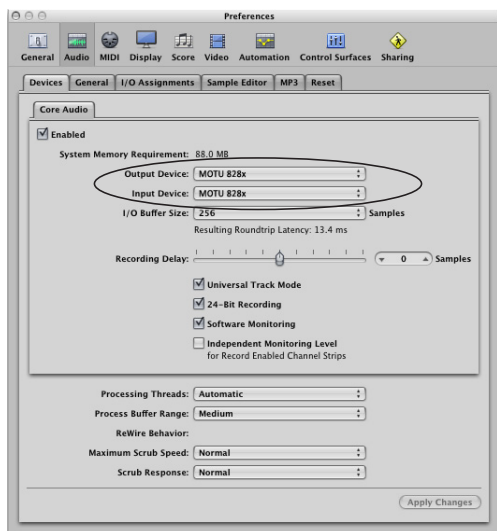 Preferences
General Audio MIDI Display Score Video Automation Control Surfaces Sharing
Devices General I/O Assignments Sample Editor MP3 Reset
Core Audio
Enabled
System Memory Requirement: 88.0 MB
Output Device: MOTU 828x
Input Device: MOTU 828x
I/O Buffer Size: 256 Samples
Resulting Roundtrip Latency: 13.4 ms
Recording Delay: 0 Samples
Universal Track Mode
24-Bit Recording
Software Monitoring
Independent Monitoring Level
for Record Enabled Channel Strips
Processing Threads: Automatic
Process Buffer Range: Medium
ReWire Behavior:
Maximum Scrub Speed: Normal
Scrub Response: Normal
Apply Changes